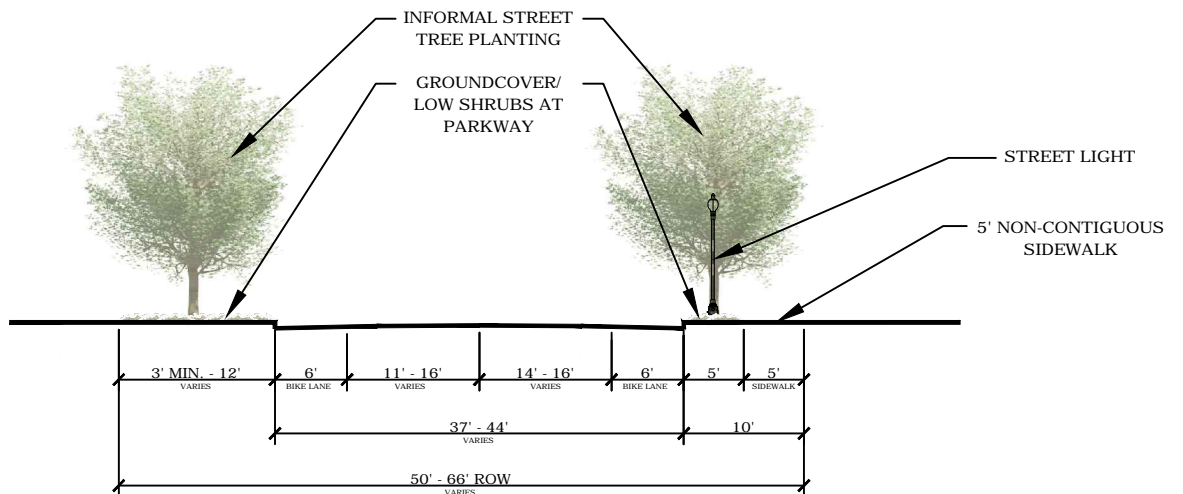 INFORMAL STREET
TREE PLANTING
GROUNDCOVER/
LOW SHRUBS AT
PARKWAY
STREET LIGHT
5' NON-CONTIGUOUS
SIDEWALK
3' MIN. - 12'
VARIES
6'
BIKE LANE
11' - 16'
VARIES
14' - 16'
VARIES
6'
BIKE LANE
5'
5'
SIDEWALK
37' - 44'
VARIES
10'
50' - 66' ROW
VARIES